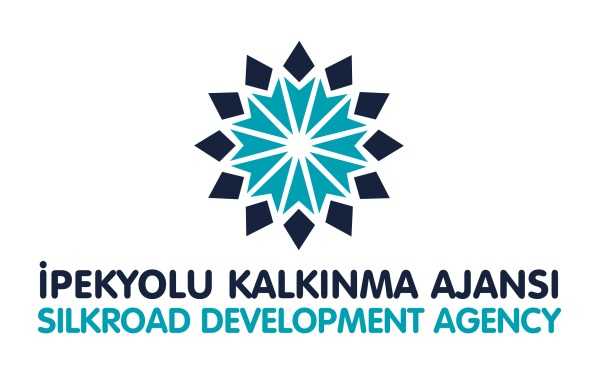 İPEKYOLU KALKINMA AJANSI
SILKROAD DEVELOPMENT AGENCY